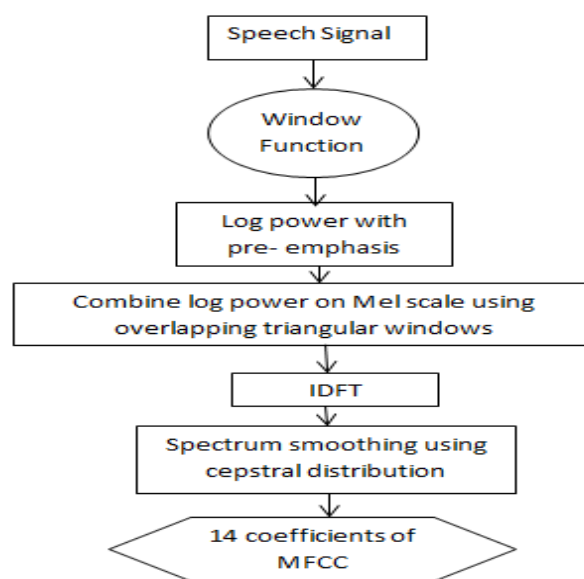 Speech Signal
Window
Function
Log power with
pre- emphasis
Combine log power on Mel scale using
overlapping triangular windows
IDFT
Spectrum smoothing using
cepstral distribution
14 coefficients of
MFCC